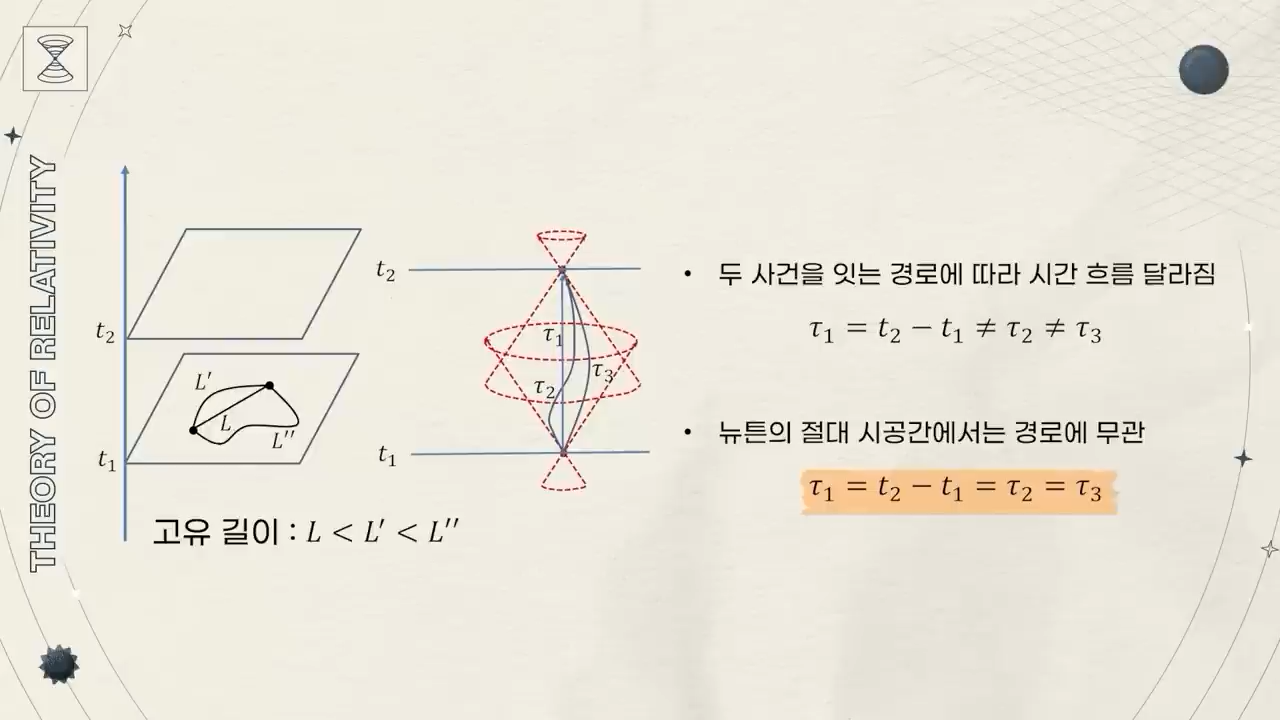 THEORY OF RELATIVITY
t₂
t₁
L′
L
L″
고유 길이 : L < L′ < L″
t₂
t₁
τ₁
τ₂
τ₃
• 두 사건을 잇는 경로에 따라 시간 흐름 달라짐
τ₁ = t₂ − t₁ ≠ τ₂ ≠ τ₃
• 뉴튼의 절대 시공간에서는 경로에 무관
τ₁ = t₂ − t₁ = τ₂ = τ₃